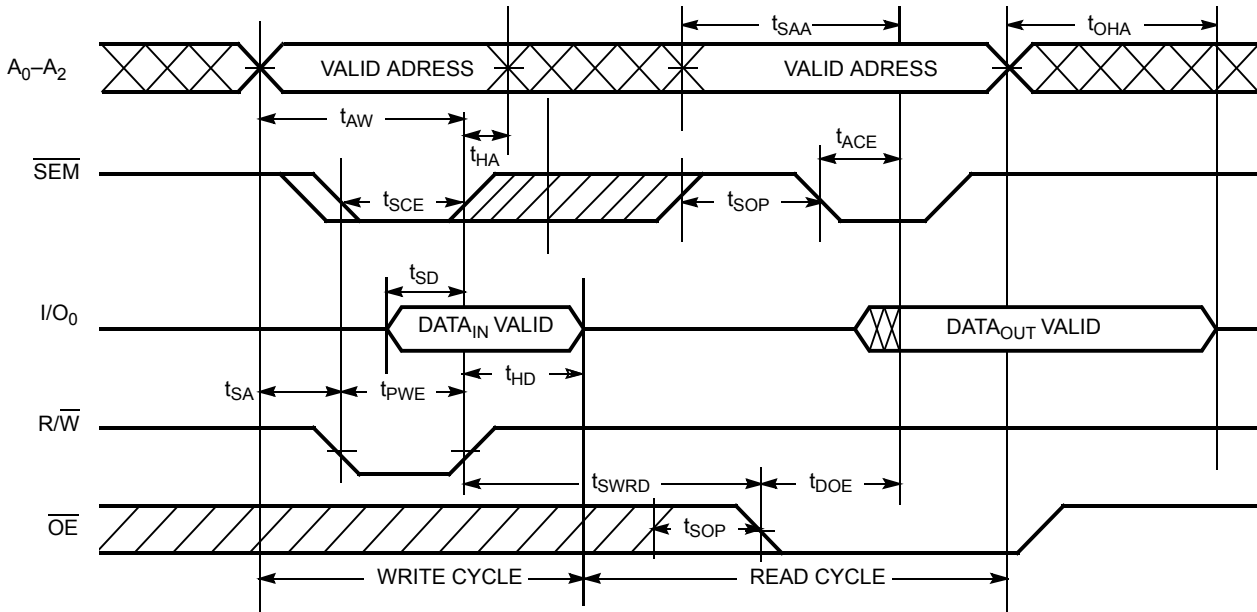 tSAA
tOHA
A0–A2
VALID ADRESS
VALID ADRESS
tAW
tHA
tACE
SEM
tSCE
tSOP
tSD
I/O0
DATAIN VALID
DATAOUT VALID
tSA
tPWE
tHD
R/W
tSWRD
tDOE
OE
tSOP
WRITE CYCLE
READ CYCLE